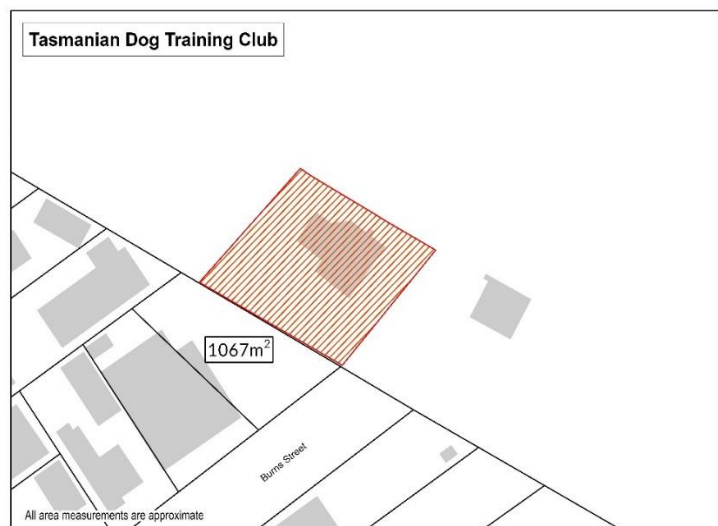 Tasmanian Dog Training Club
1067m²
Burns Street
All area measurements are approximate